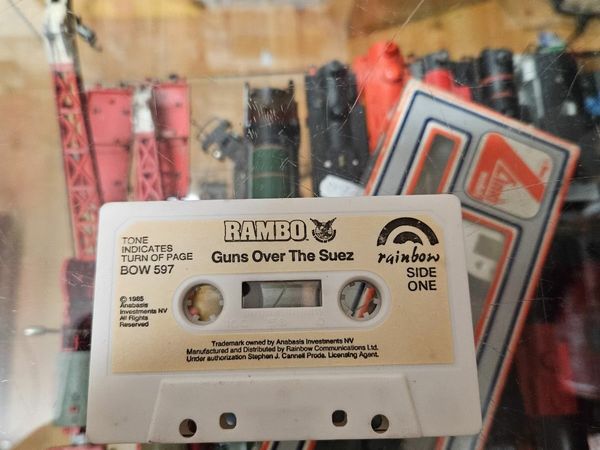 TONE
INDICATES
TURN OF PAGE
BOW 597
RAMBO
Guns Over The Suez
rainbow
SIDE
ONE
© 1985
Anabasis
Investments NV
All Rights
Reserved
Trademark owned by Anabasis Investments NV
Manufactured and Distributed by Rainbow Communications Ltd.
Under authorization Stephen J. Cannell Prods. Licensing Agent.